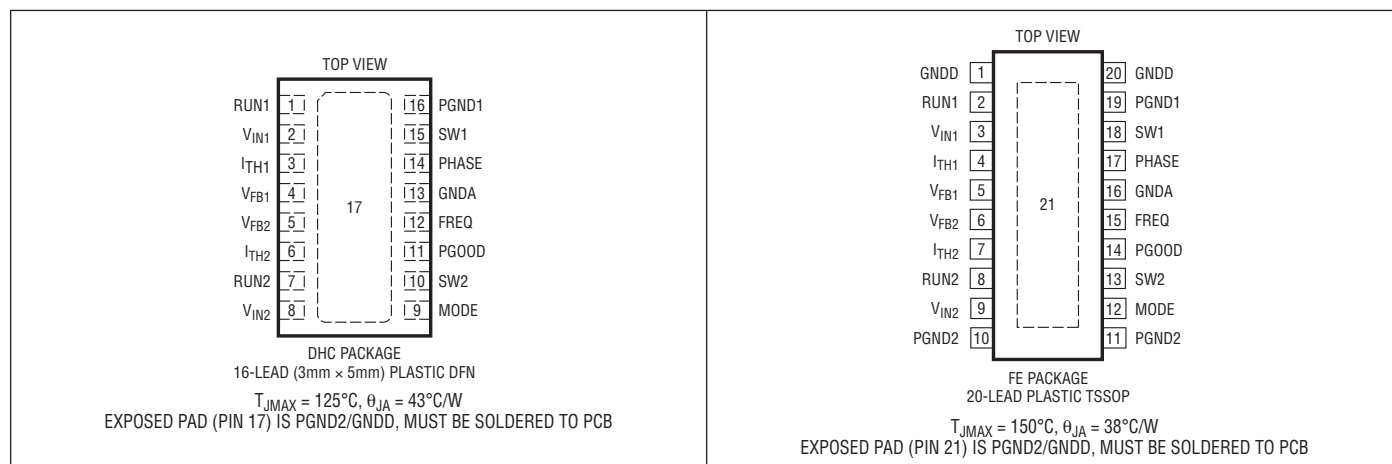 TOP VIEW
RUN1 1
VIN1 2
ITH1 3
VFB1 4
VFB2 5
ITH2 6
RUN2 7
VIN2 8
17
16 PGND1
15 SW1
14 PHASE
13 GNDA
12 FREQ
11 PGOOD
10 SW2
9 MODE
DHC PACKAGE
16-LEAD (3mm × 5mm) PLASTIC DFN
TJMAX = 125°C, θJA = 43°C/W
EXPOSED PAD (PIN 17) IS PGND2/GNDD, MUST BE SOLDERED TO PCB
TOP VIEW
GNDD 1
RUN1 2
VIN1 3
ITH1 4
VFB1 5
VFB2 6
ITH2 7
RUN2 8
VIN2 9
PGND2 10
21
20 GNDD
19 PGND1
18 SW1
17 PHASE
16 GNDA
15 FREQ
14 PGOOD
13 SW2
12 MODE
11 PGND2
FE PACKAGE
20-LEAD PLASTIC TSSOP
TJMAX = 150°C, θJA = 38°C/W
EXPOSED PAD (PIN 21) IS PGND2/GNDD, MUST BE SOLDERED TO PCB